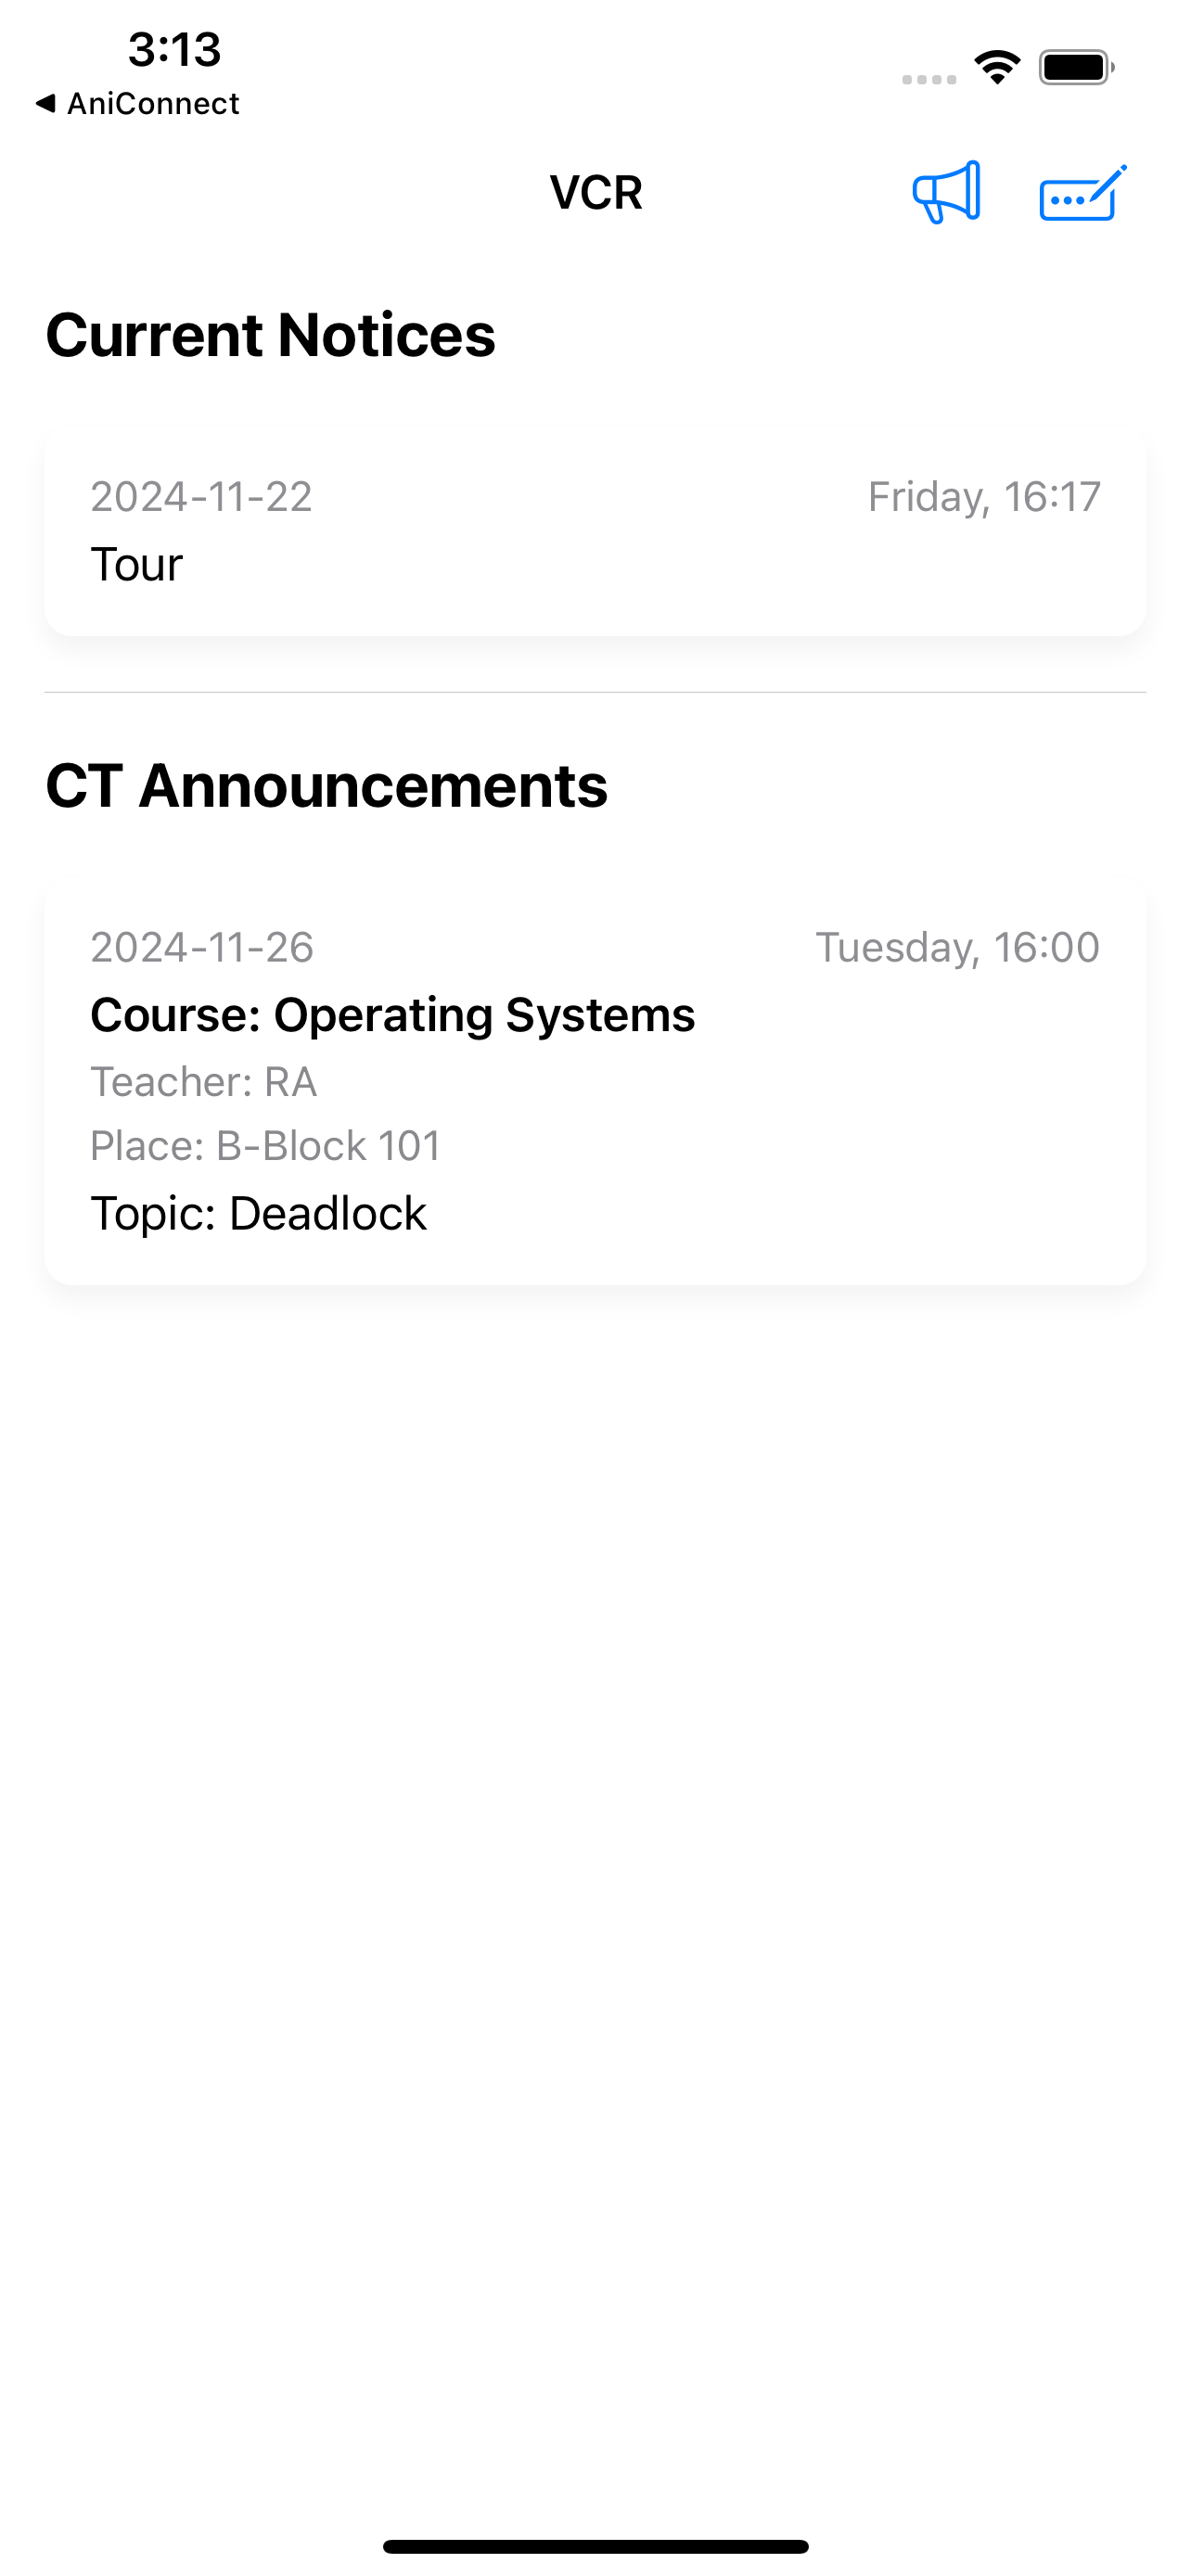 3:13
◀ AniConnect
VCR
Current Notices
2024-11-22 Friday, 16:17
Tour
CT Announcements
2024-11-26 Tuesday, 16:00
Course: Operating Systems
Teacher: RA
Place: B-Block 101
Topic: Deadlock